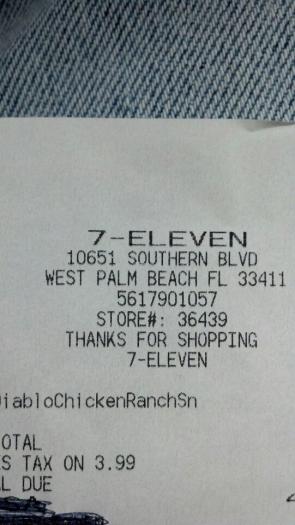 7-ELEVEN
10651 SOUTHERN BLVD
WEST PALM BEACH FL 33411
5617901057
STORE#: 36439
THANKS FOR SHOPPING
7-ELEVEN
iabloChickenRanchSn
OTAL
S TAX ON 3.99
L DUE